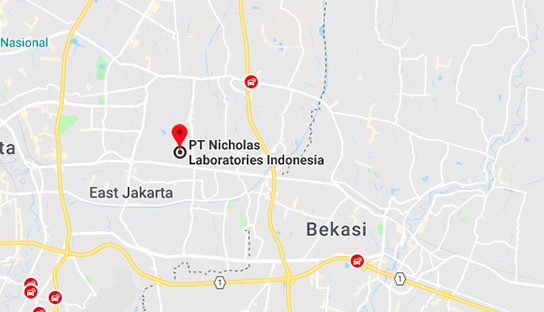 Nasional
PT Nicholas
Laboratories Indonesia
ta
East Jakarta
Bekasi
1
1